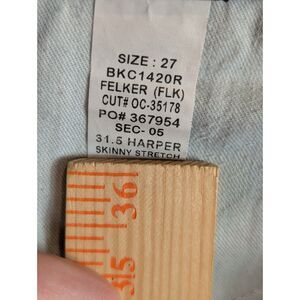 SIZE : 27
BKC1420R
FELKER (FLK)
CUT# OC-35178
PO# 367954
SEC- 05
31.5 HARPER
SKINNY STRETCH
36
35